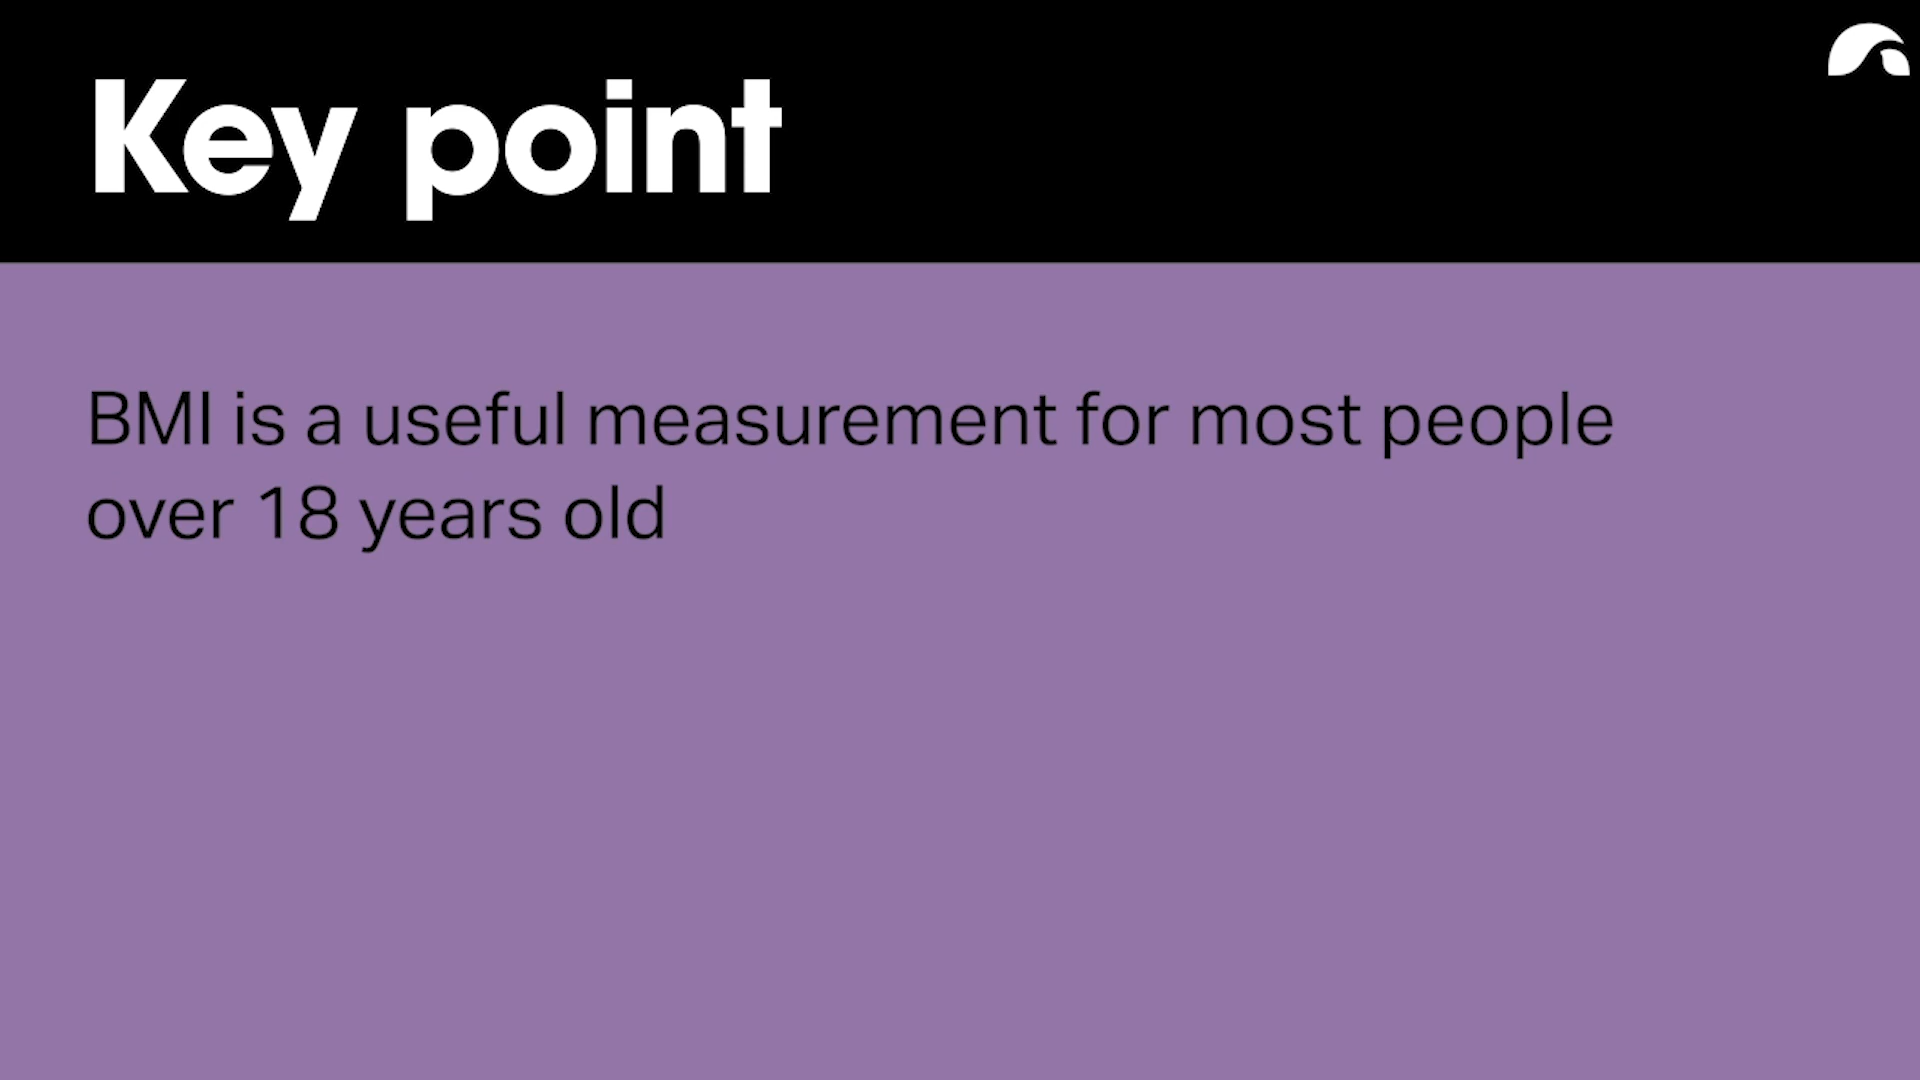 Key point
BMI is a useful measurement for most people
over 18 years old